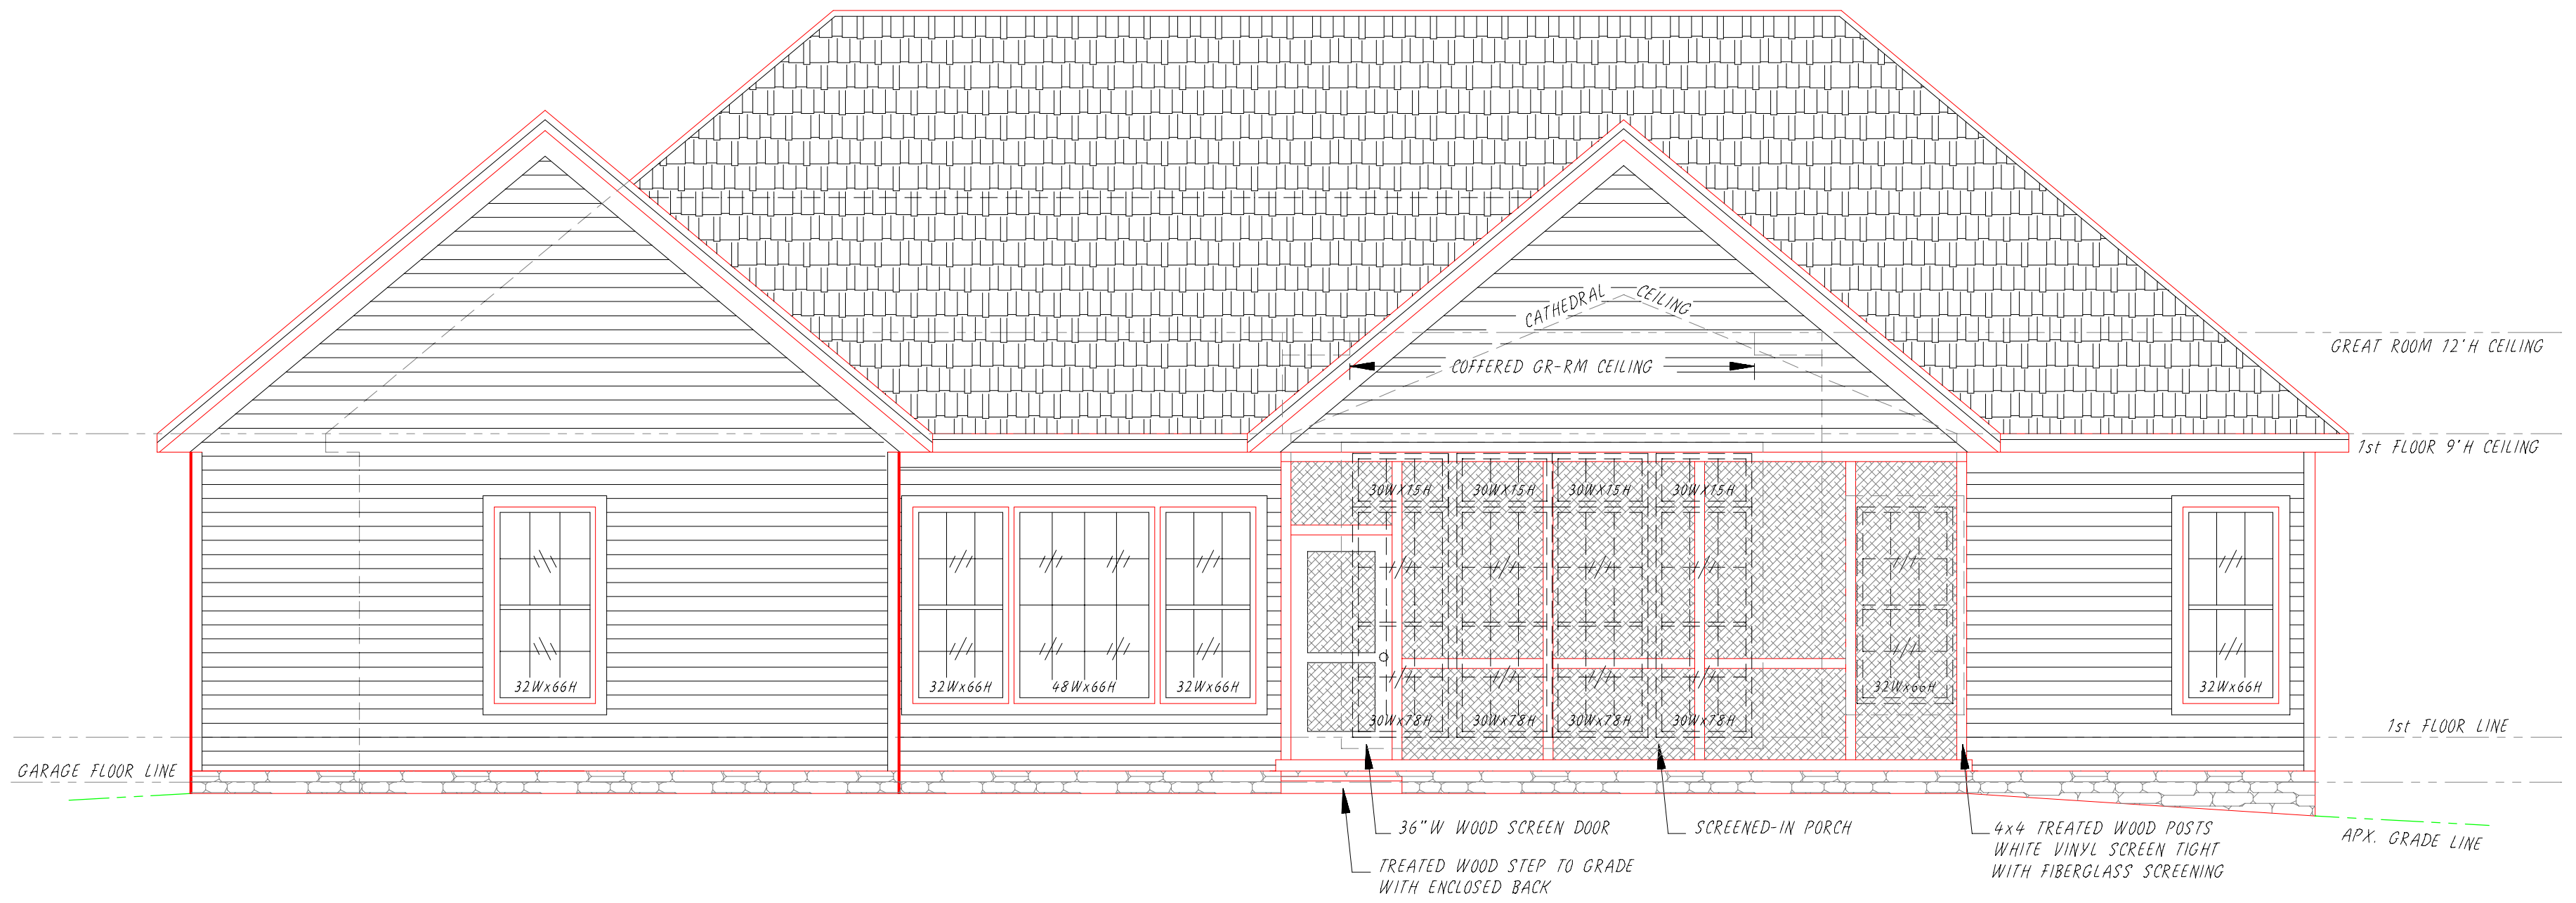 CATHEDRAL CEILING
GREAT ROOM 12'H CEILING
COFFERED GR-RM CEILING
1st FLOOR 9'H CEILING
30WX15H 30WX15H 30WX15H 30WX15H
32Wx66H 32Wx66H 48Wx66H 32Wx66H 32Wx66H 32Wx66H
30Wx78H 30Wx78H 30Wx78H 30Wx78H
1st FLOOR LINE
GARAGE FLOOR LINE
36"W WOOD SCREEN DOOR
SCREENED-IN PORCH
4x4 TREATED WOOD POSTS
WHITE VINYL SCREEN TIGHT
WITH FIBERGLASS SCREENING
APX. GRADE LINE
TREATED WOOD STEP TO GRADE
WITH ENCLOSED BACK